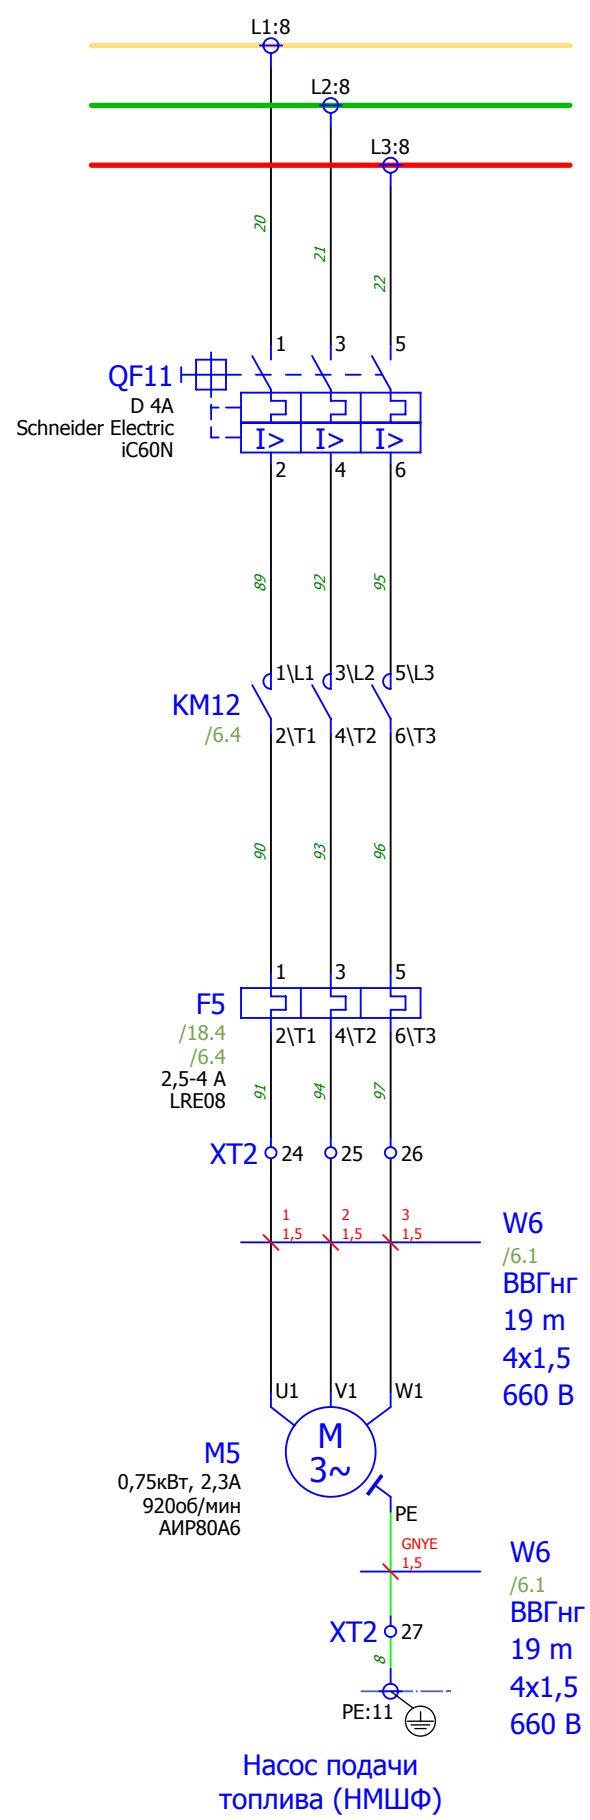 L1:8
L2:8
L3:8
20
21
22
1
3
5
QF11
D 4A
Schneider Electric
iC60N
I>
I>
I>
2
4
6
89
92
95
1\L1
3\L2
5\L3
KM12
/6.4
2\T1
4\T2
6\T3
90
93
96
1
3
5
F5
/18.4
/6.4
2,5-4 A
LRE08
2\T1
4\T2
6\T3
91
94
97
XT2
24
25
26
1
1,5
2
1,5
3
1,5
W6
/6.1
ВВГнг
19 m
4x1,5
660 В
U1
V1
W1
M
3~
M5
0,75кВт, 2,3А
920об/мин
АИР80А6
PE
GNYE
1,5
W6
/6.1
ВВГнг
19 m
4x1,5
660 В
XT2
27
8
PE:11
Насос подачи
топлива (НМШФ)